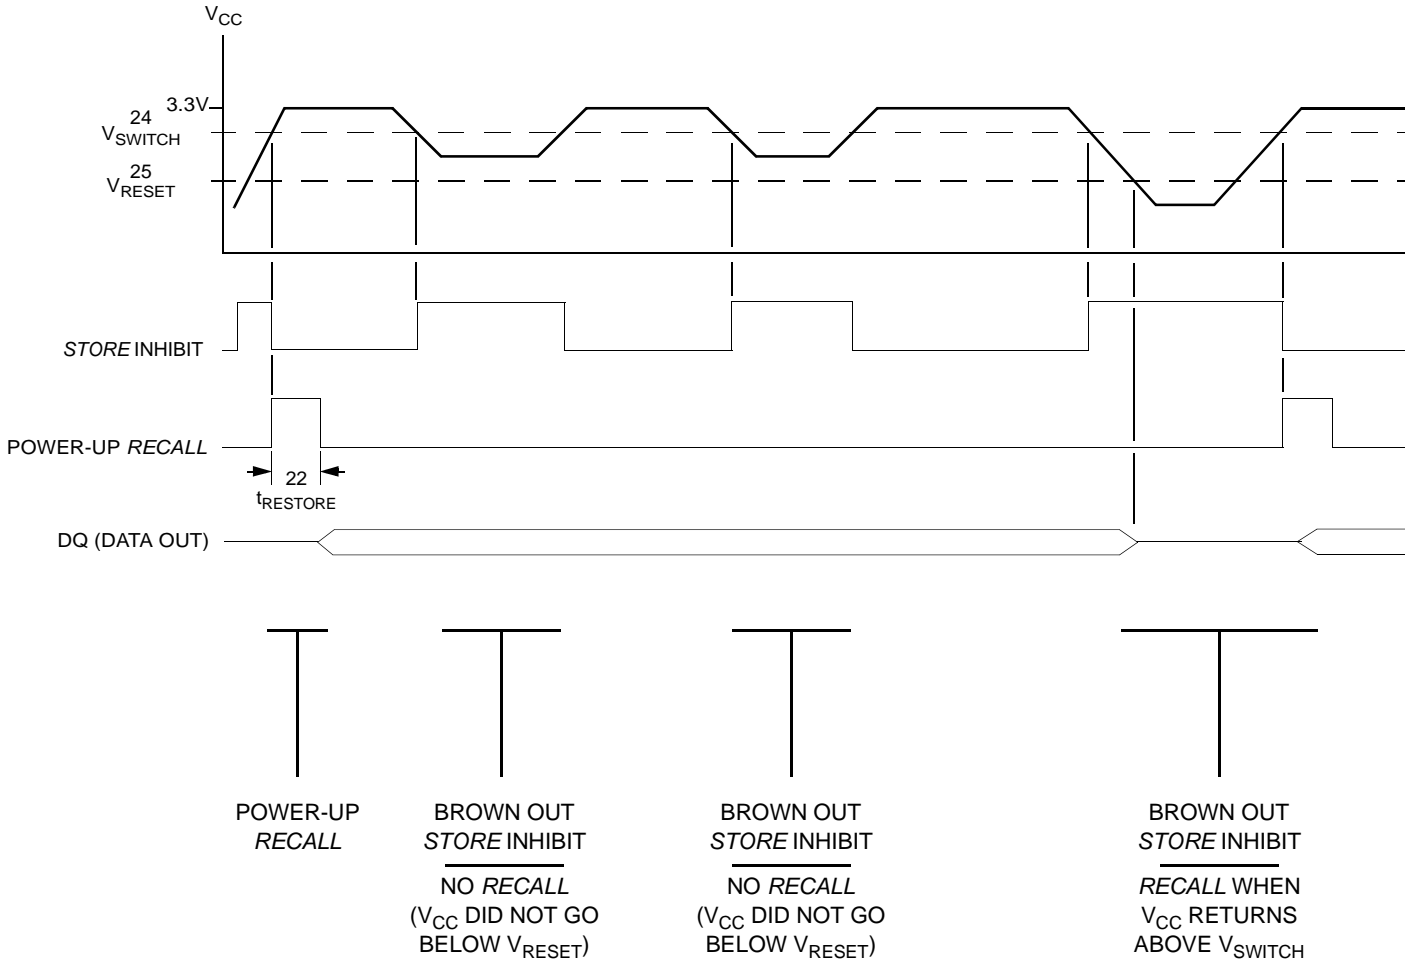 VCC
3.3V
24
VSWITCH
25
VRESET
STORE INHIBIT
POWER-UP RECALL
22
tRESTORE
DQ (DATA OUT)
POWER-UP
RECALL
BROWN OUT
STORE INHIBIT
NO RECALL
(VCC DID NOT GO
BELOW VRESET)
BROWN OUT
STORE INHIBIT
NO RECALL
(VCC DID NOT GO
BELOW VRESET)
BROWN OUT
STORE INHIBIT
RECALL WHEN
VCC RETURNS
ABOVE VSWITCH